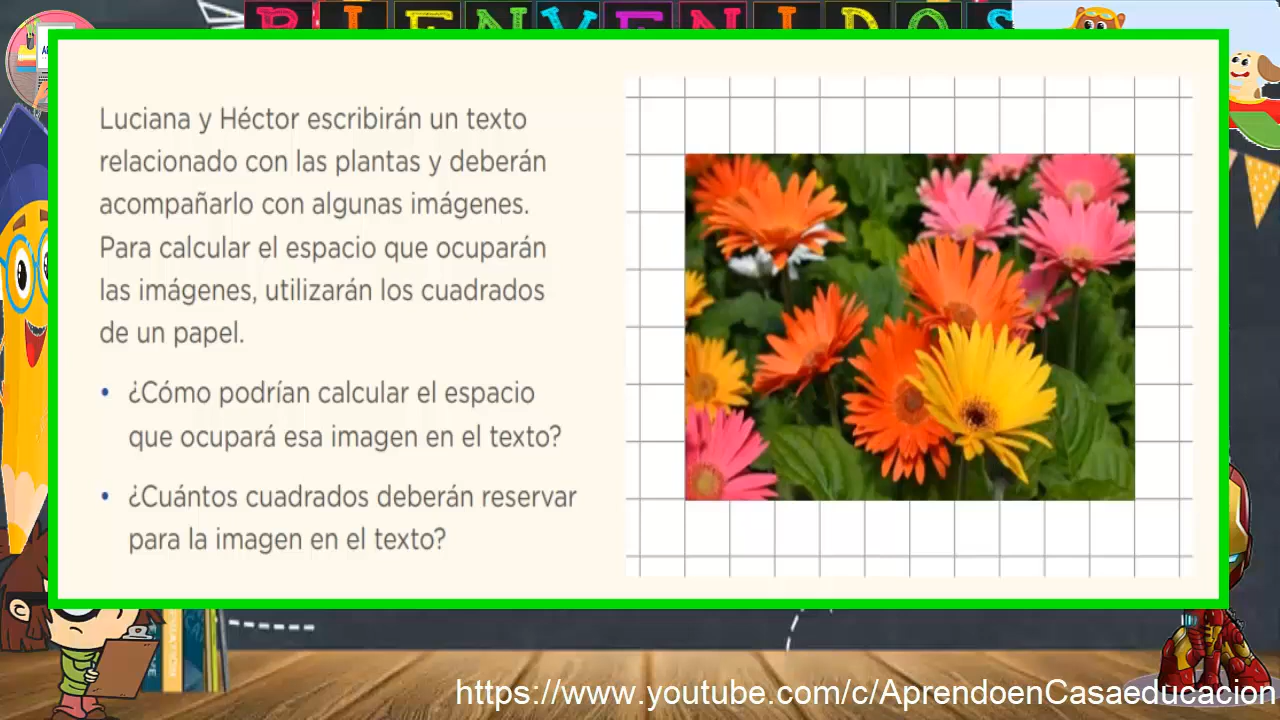 BIENVENIDOS
Luciana y Héctor escribirán un texto
relacionado con las plantas y deberán
acompañarlo con algunas imágenes.
Para calcular el espacio que ocuparán
las imágenes, utilizarán los cuadrados
de un papel.
• ¿Cómo podrían calcular el espacio
que ocupará esa imagen en el texto?
• ¿Cuántos cuadrados deberán reservar
para la imagen en el texto?
https://www.youtube.com/c/AprendoenCasaeducacion